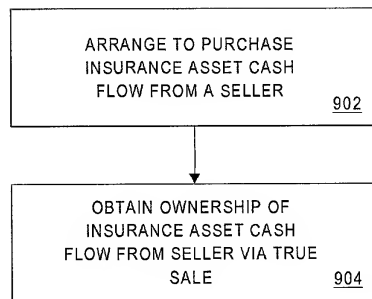 ARRANGE TO PURCHASE
INSURANCE ASSET CASH
FLOW FROM A SELLER
902
OBTAIN OWNERSHIP OF
INSURANCE ASSET CASH
FLOW FROM SELLER VIA TRUE
SALE
904